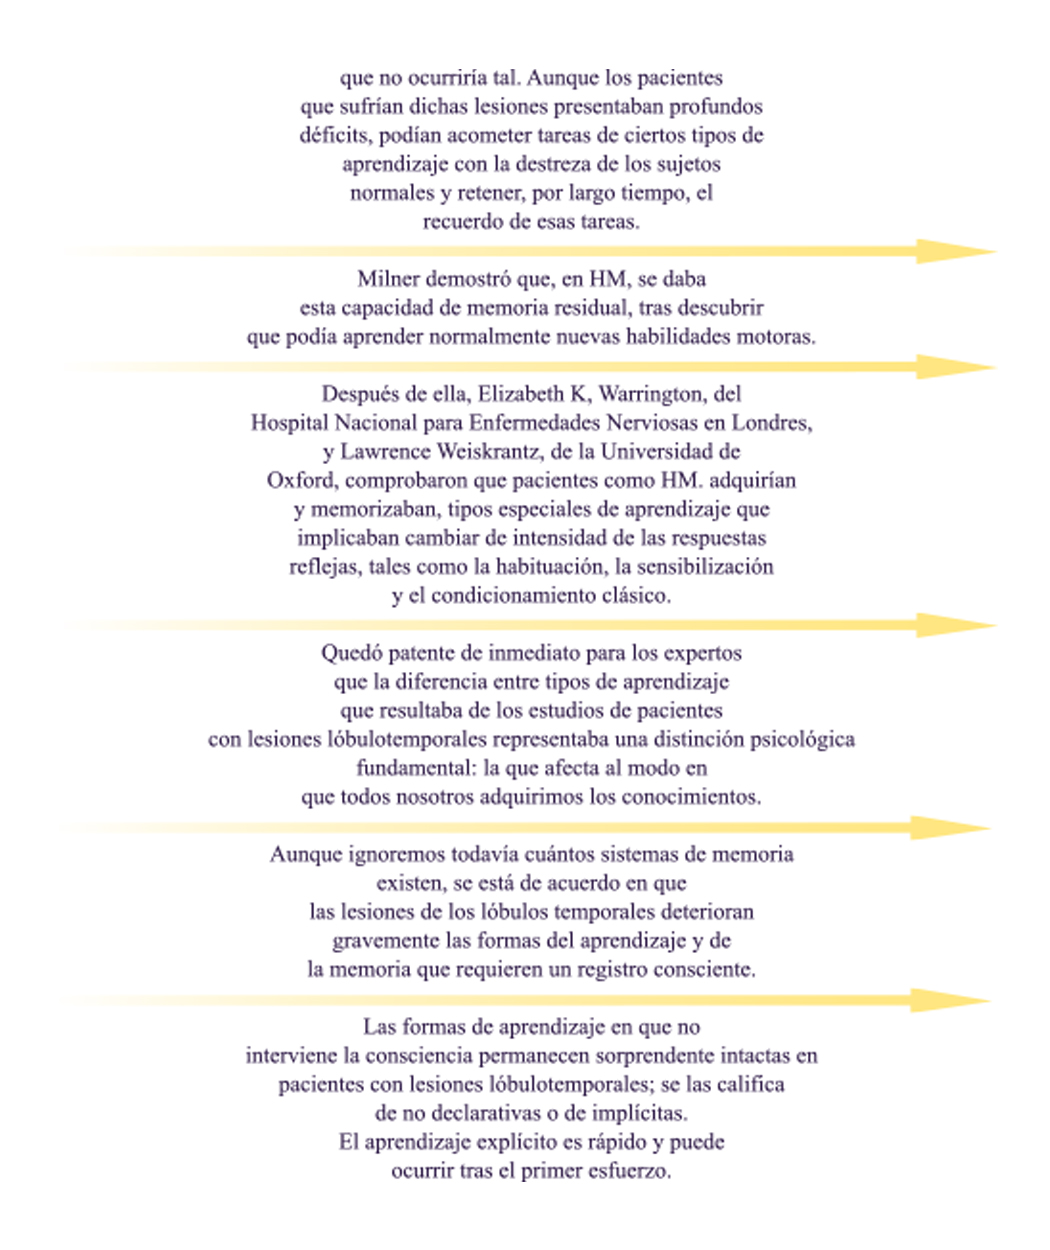 que no ocurriría tal. Aunque los pacientes
que sufrían dichas lesiones presentaban profundos
déficits, podían acometer tareas de ciertos tipos de
aprendizaje con la destreza de los sujetos
normales y retener, por largo tiempo, el
recuerdo de esas tareas.
Milner demostró que, en HM, se daba
esta capacidad de memoria residual, tras descubrir
que podía aprender normalmente nuevas habilidades motoras.
Después de ella, Elizabeth K, Warrington, del
Hospital Nacional para Enfermedades Nerviosas en Londres,
y Lawrence Weiskrantz, de la Universidad de
Oxford, comprobaron que pacientes como HM. adquirían
y memorizaban, tipos especiales de aprendizaje que
implicaban cambiar de intensidad de las respuestas
reflejas, tales como la habituación, la sensibilización
y el condicionamiento clásico.
Quedó patente de inmediato para los expertos
que la diferencia entre tipos de aprendizaje
que resultaba de los estudios de pacientes
con lesiones lóbulotemporales representaba una distinción psicológica
fundamental: la que afecta al modo en
que todos nosotros adquirimos los conocimientos.
Aunque ignoremos todavía cuántos sistemas de memoria
existen, se está de acuerdo en que
las lesiones de los lóbulos temporales deterioran
gravemente las formas del aprendizaje y de
la memoria que requieren un registro consciente.
Las formas de aprendizaje en que no
interviene la consciencia permanecen sorprendente intactas en
pacientes con lesiones lóbulotemporales; se las califica
de no declarativas o de implícitas.
El aprendizaje explícito es rápido y puede
ocurrir tras el primer esfuerzo.